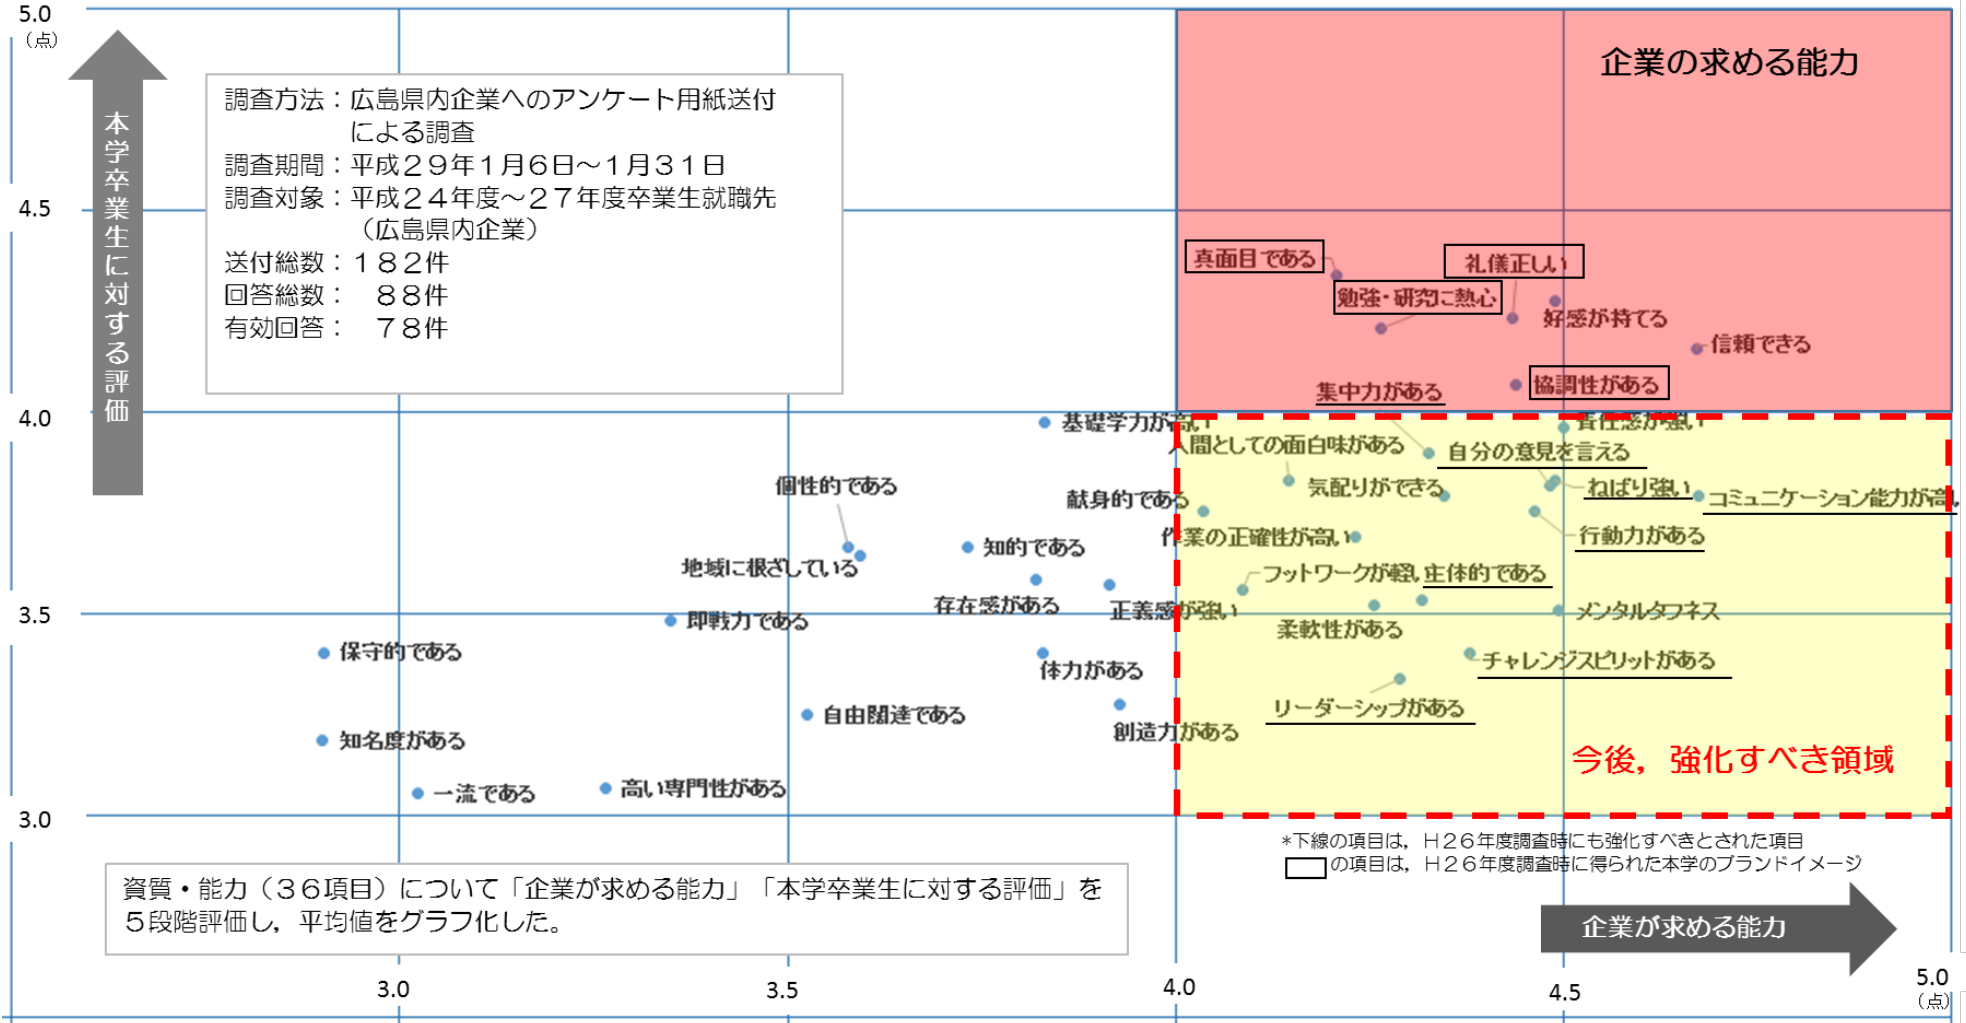 5.0
（点）
企業の求める能力
本学卒業生に対する評価
調査方法：広島県内企業へのアンケート用紙送付
による調査
調査期間：平成２９年１月６日～１月３１日
調査対象：平成２４年度～２７年度卒業生就職先
（広島県内企業）
送付総数：１８２件
回答総数：　８８件
有効回答：　７８件
4.5
真面目である
礼儀正しい
勉強・研究に熱心
好感が持てる
信頼できる
集中力がある
協調性がある
4.0
基礎学力が高い
責任感が強い
人間としての面白味がある
自分の意見を言える
個性的である
献身的である
気配りができる
ねばり強い
コミュニケーション能力が高い
作業の正確性が高い
行動力がある
知的である
地域に根ざしている
フットワークが軽い
主体的である
存在感がある
正義感が強い
メンタルタフネス
3.5
即戦力である
柔軟性がある
保守的である
体力がある
チャレンジスピリットがある
自由闊達である
リーダーシップがある
知名度がある
創造力がある
今後，強化すべき領域
一流である
高い専門性がある
3.0
*下線の項目は，Ｈ２６年度調査時にも強化すべきとされた項目
の項目は，Ｈ２６年度調査時に得られた本学のブランドイメージ
資質・能力（３６項目）について「企業が求める能力」「本学卒業生に対する評価」を
５段階評価し，平均値をグラフ化した。
企業が求める能力
3.0
3.5
4.0
4.5
5.0
（点）